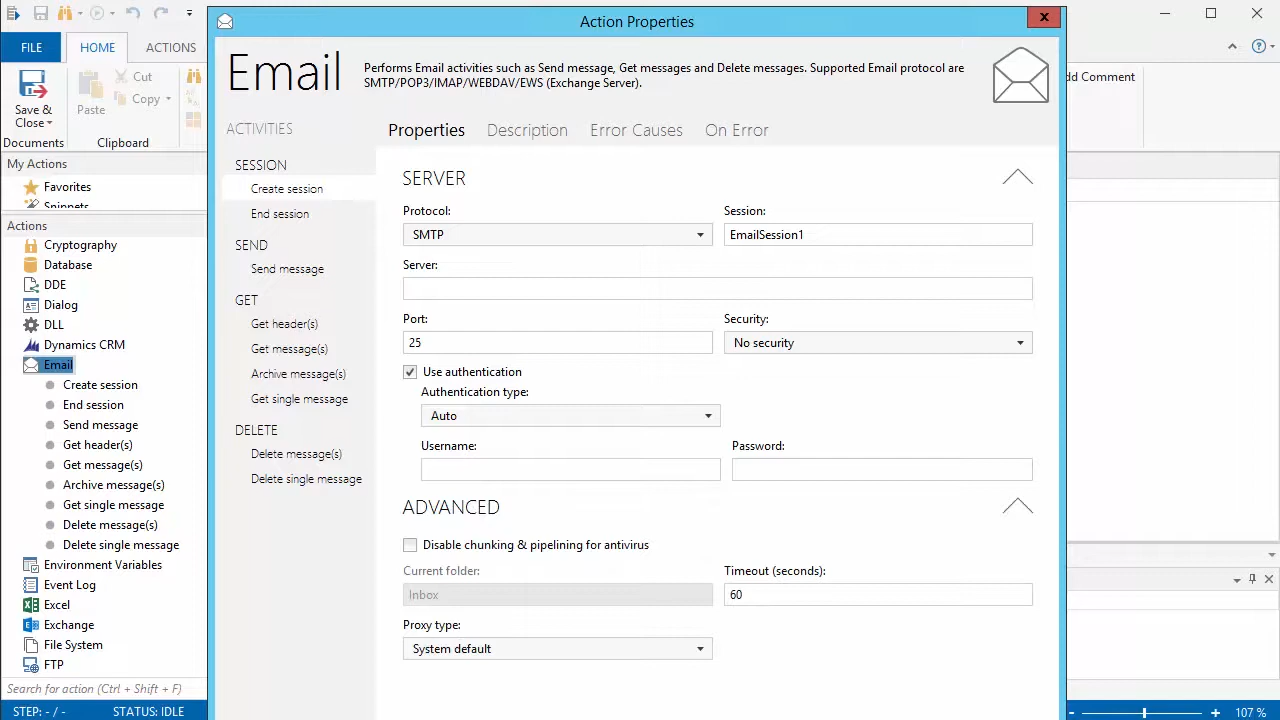 Action Properties
X
FILE
HOME
ACTIONS
Save &
Close
Documents
Paste
Cut
Copy
Clipboard
dd Comment
My Actions
Favorites
Snippets
Actions
Cryptography
Database
DDE
Dialog
DLL
Dynamics CRM
Email
Create session
End session
Send message
Get header(s)
Get message(s)
Archive message(s)
Get single message
Delete message(s)
Delete single message
Environment Variables
Event Log
Excel
Exchange
File System
FTP
Search for action (Ctrl + Shift + F)
STEP: - / -
STATUS: IDLE
Email
Performs Email activities such as Send message, Get messages and Delete messages. Supported Email protocol are
SMTP/POP3/IMAP/WEBDAV/EWS (Exchange Server).
ACTIVITIES
SESSION
Create session
End session
SEND
Send message
GET
Get header(s)
Get message(s)
Archive message(s)
Get single message
DELETE
Delete message(s)
Delete single message
Properties
Description
Error Causes
On Error
SERVER
Protocol:
Session:
SMTP
EmailSession1
Server:
Port:
Security:
25
No security
Use authentication
Authentication type:
Auto
Username:
Password:
ADVANCED
Disable chunking & pipelining for antivirus
Current folder:
Timeout (seconds):
Inbox
60
Proxy type:
System default
107 %